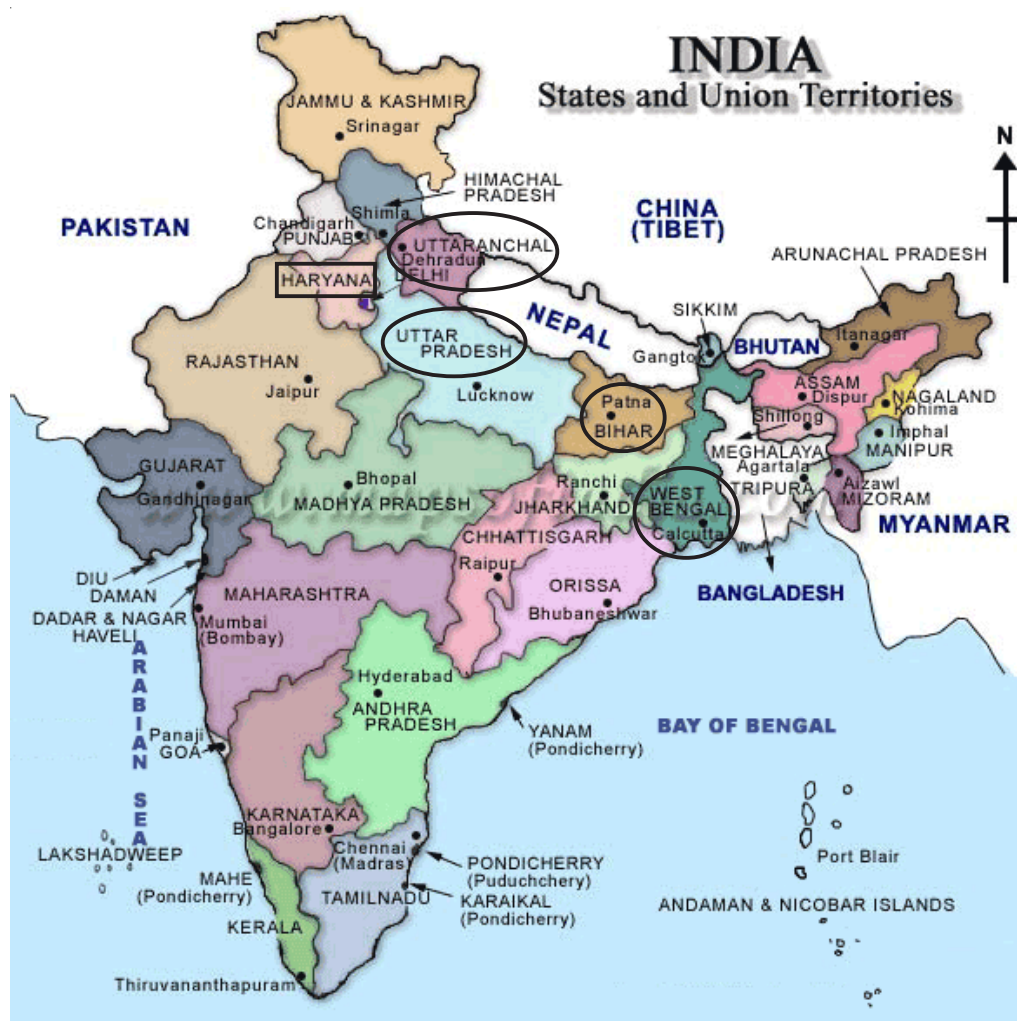 INDIA
States and Union Territories
N
JAMMU & KASHMIR
Srinagar
HIMACHAL
PRADESH
PAKISTAN
CHINA
(TIBET)
Shimla
Chandigarh
PUNJAB
UTTARANCHAL
Dehradun
DELHI
HARYANA
ARUNACHAL PRADESH
SIKKIM
NEPAL
UTTAR
PRADESH
Itanagar
Gangtok
BHUTAN
RAJASTHAN
Jaipur
Lucknow
ASSAM
Dispur
NAGALAND
Kohima
Patna
BIHAR
Shillong
Imphal
MANIPUR
MEGHALAYA
Agartala
TRIPURA
Aizawl
MIZORAM
MYANMAR
GUJARAT
Gandhinagar
Bhopal
MADHYA PRADESH
Ranchi
JHARKHAND
WEST
BENGAL
Calcutta
CHHATTISGARH
Raipur
ORISSA
Bhubaneshwar
BANGLADESH
DIU
DAMAN
DADAR & NAGAR
HAVELI
MAHARASHTRA
Mumbai
(Bombay)
ARABIAN SEA
Hyderabad
ANDHRA
PRADESH
YANAM
(Pondicherry)
BAY OF BENGAL
Panaji
GOA
KARNATAKA
Bangalore
LAKSHADWEEP
Chennai
(Madras)
PONDICHERRY
(Puduchchery)
Port Blair
MAHE
(Pondicherry)
TAMILNADU
KARAIKAL
(Pondicherry)
ANDAMAN & NICOBAR ISLANDS
KERALA
Thiruvananthapuram